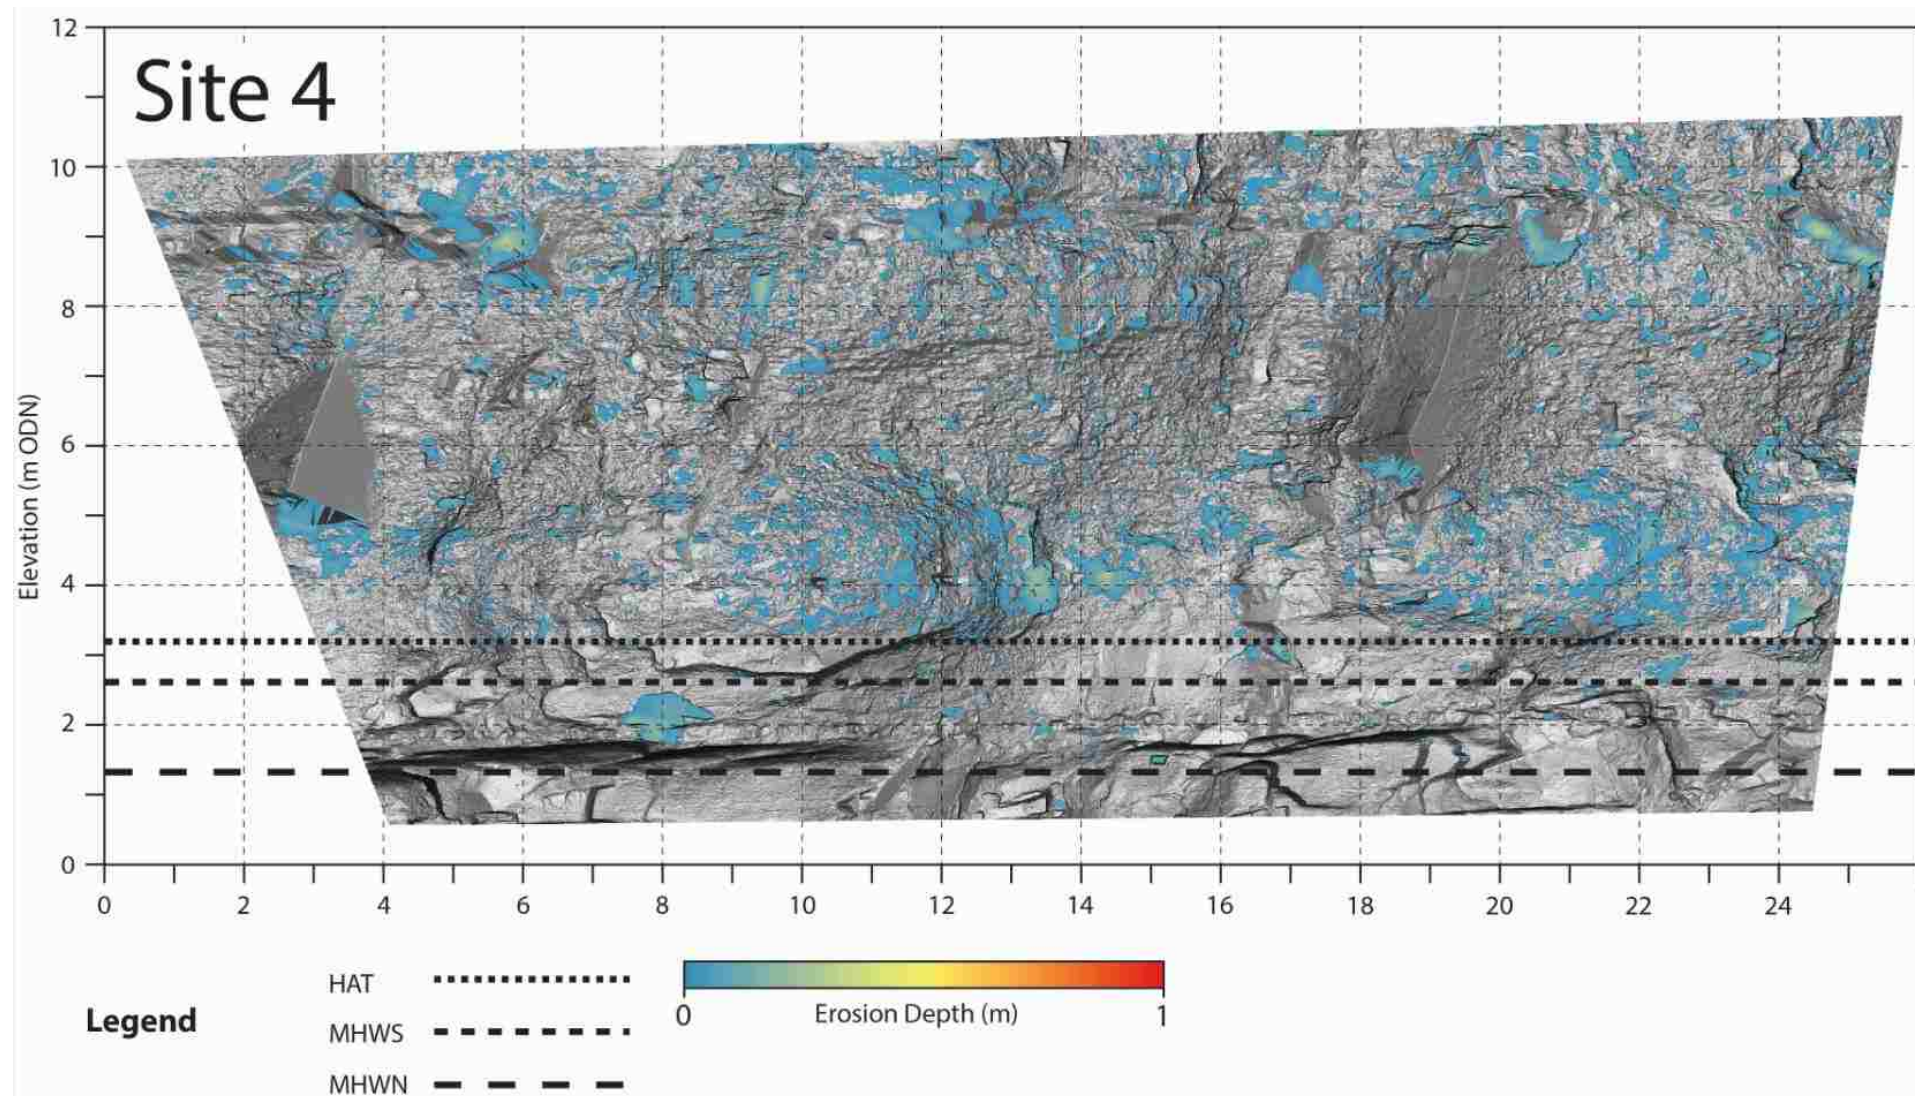 Site 4
Elevation (m ODN)
12
10
8
6
4
2
0
0 2 4 6 8 10 12 14 16 18 20 22 24
Legend
HAT
MHWS
MHWN
0 Erosion Depth (m) 1